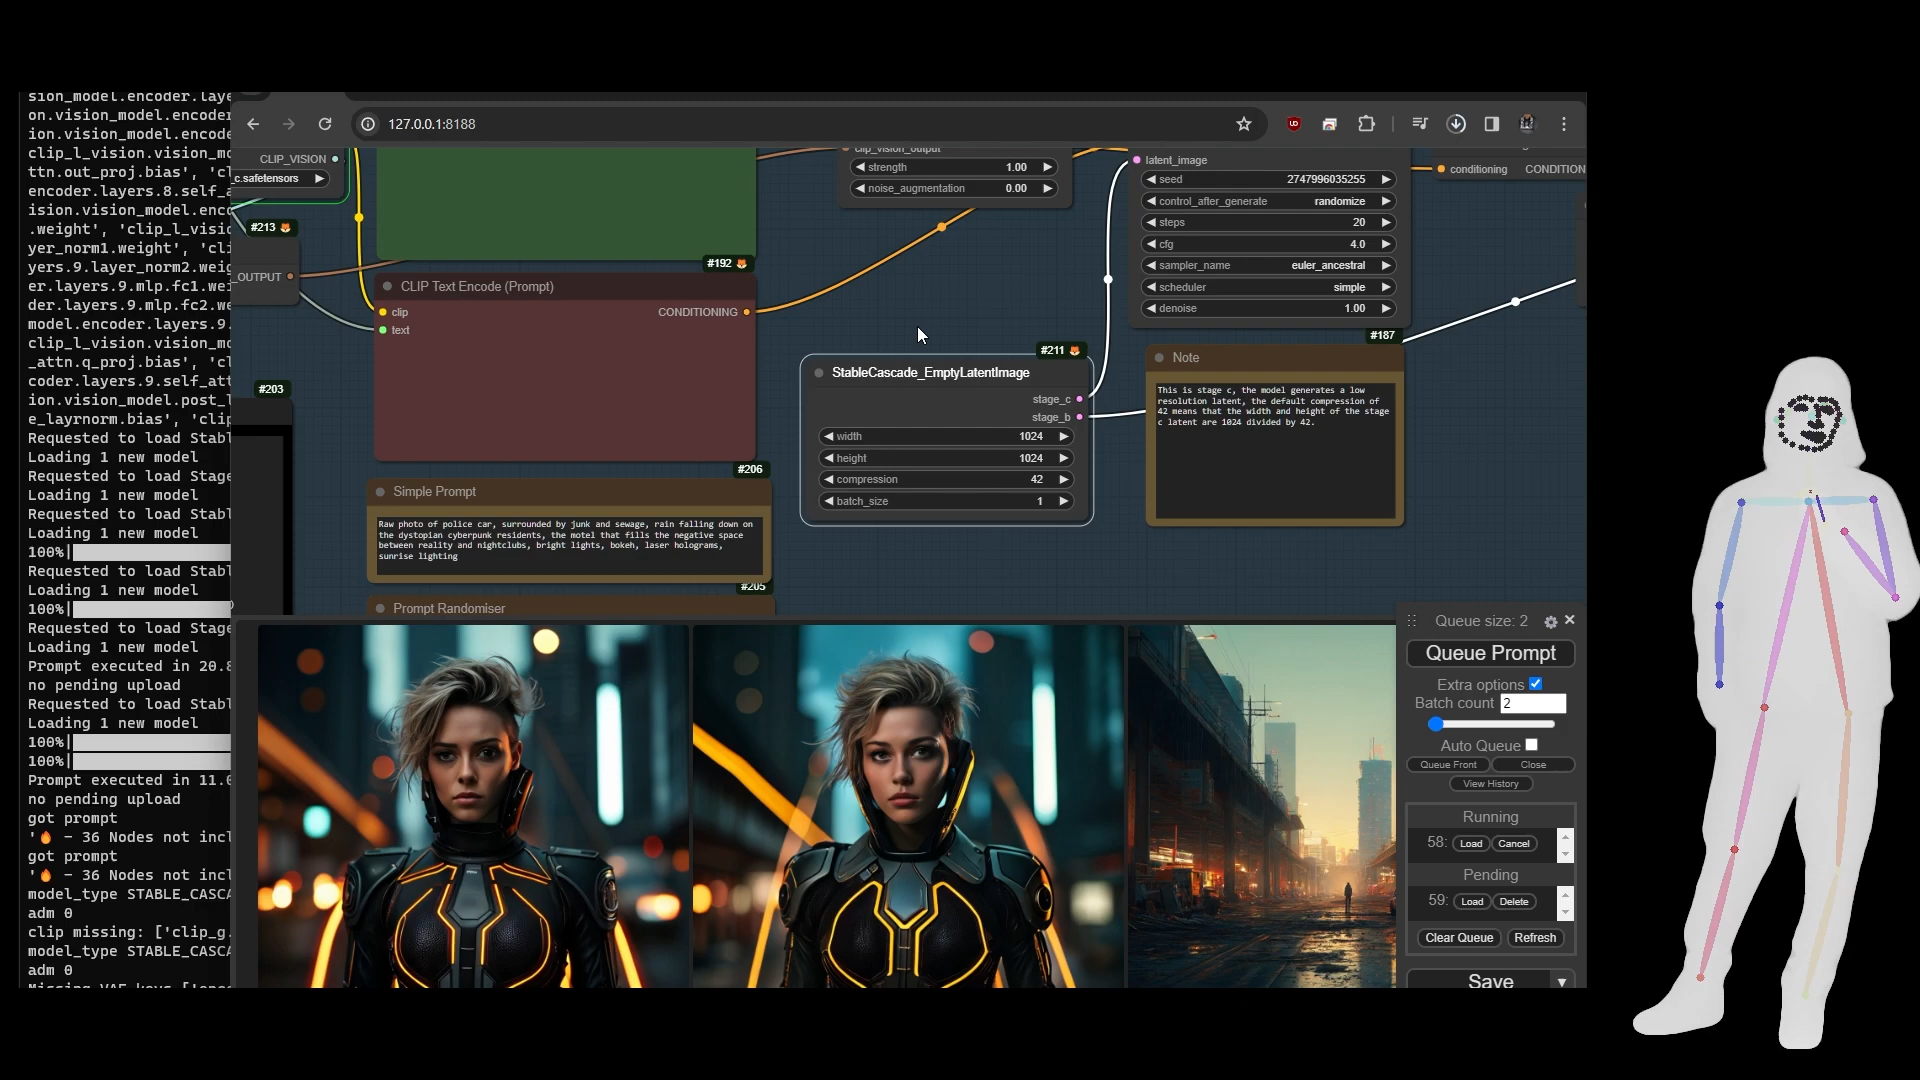 sion_model.encoder.laye
on.vision_model.encoder
ion.vision_model.encode
clip_l_vision.vision_mo
ttn.out_proj.bias', 'cl
encoder.layers.8.self_a
ision.vision_model.enco
.weight', 'clip_l_visio
yer_norm1.weight', 'cli
yers.9.layer_norm2.weig
er.layers.9.mlp.fc1.wei
der.layers.9.mlp.fc2.we
model.encoder.layers.9.
clip_l_vision.vision_mo
_attn.q_proj.bias', 'cl
coder.layers.9.self_att
ion.vision_model.post_l
e_layrnorm.bias', 'clip
Requested to load Stabl
Loading 1 new model
Requested to load Stage
Loading 1 new model
Requested to load Stabl
Loading 1 new model
100%|
Requested to load Stabl
Loading 1 new model
100%|
Requested to load Stage
Loading 1 new model
Prompt executed in 20.8
no pending upload
Requested to load Stabl
Loading 1 new model
100%|
100%|
Prompt executed in 11.0
no pending upload
got prompt
'🔥 - 36 Nodes not incl
got prompt
'🔥 - 36 Nodes not incl
model_type STABLE_CASCA
adm 0
clip missing: ['clip_g.
model_type STABLE_CASCA
adm 0
127.0.0.1:8188
CLIP_VISION
_c.safetensors
#213
OUTPUT
#203
#192
CLIP Text Encode (Prompt)
clip
CONDITIONING
text
#206
Simple Prompt
Raw photo of police car, surrounded by junk and sewage, rain falling down on
the dystopian cyberpunk residents, the motel that fills the negative space
between reality and nightclubs, bright lights, bokeh, laser holograms,
sunrise lighting
#205
Prompt Randomiser
clip_vision_output
strength 1.00
noise_augmentation 0.00
#211
StableCascade_EmptyLatentImage
stage_c
stage_b
width 1024
height 1024
compression 42
batch_size 1
latent_image
seed 2747996035255
control_after_generate randomize
steps 20
cfg 4.0
sampler_name euler_ancestral
scheduler simple
denoise 1.00
#187
Note
This is stage c, the model generates a low
resolution latent, the default compression of
42 means that the width and height of the stage
c latent are 1024 divided by 42.
conditioning CONDITION
Queue size: 2
Queue Prompt
Extra options
Batch count 2
Auto Queue
Queue Front Close
View History
Running
58: Load Cancel
Pending
59: Load Delete
Clear Queue Refresh
Save